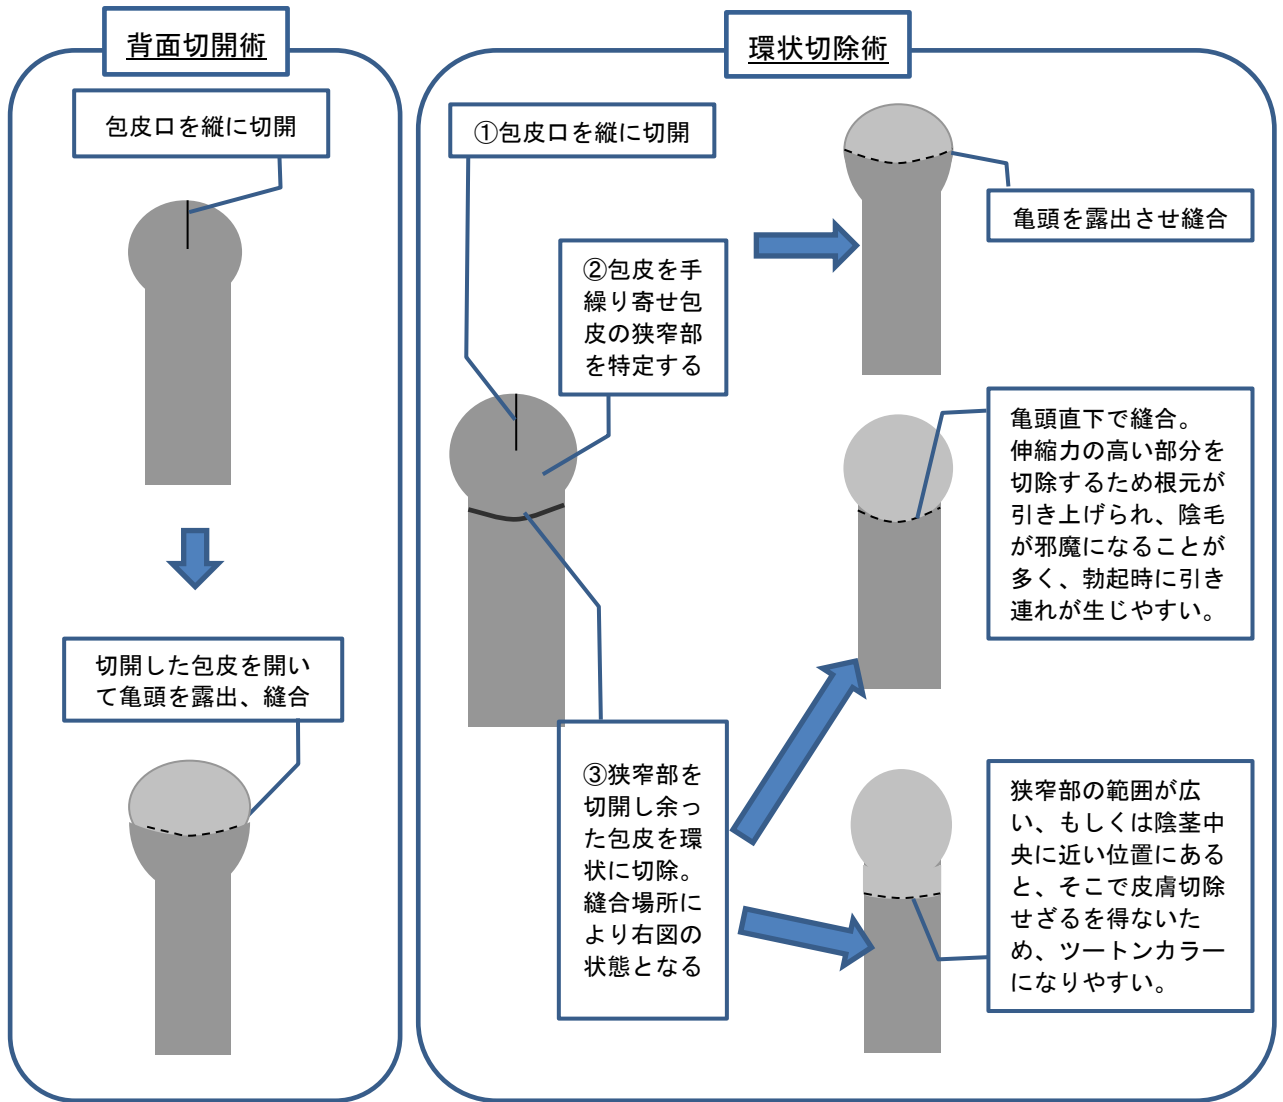 背面切開術
包皮口を縦に切開
切開した包皮を開い
て亀頭を露出、縫合
環状切除術
①包皮口を縦に切開
②包皮を手
繰り寄せ包
皮の狭窄部
を特定する
③狭窄部を
切開し余っ
た包皮を環
状に切除。
縫合場所に
より右図の
状態となる
亀頭を露出させ縫合
亀頭直下で縫合。
伸縮力の高い部分を
切除するため根元が
引き上げられ、陰毛
が邪魔になることが
多く、勃起時に引き
連れが生じやすい。
狭窄部の範囲が広
い、もしくは陰茎中
央に近い位置にある
と、そこで皮膚切除
せざるを得ないた
め、ツートンカラー
になりやすい。